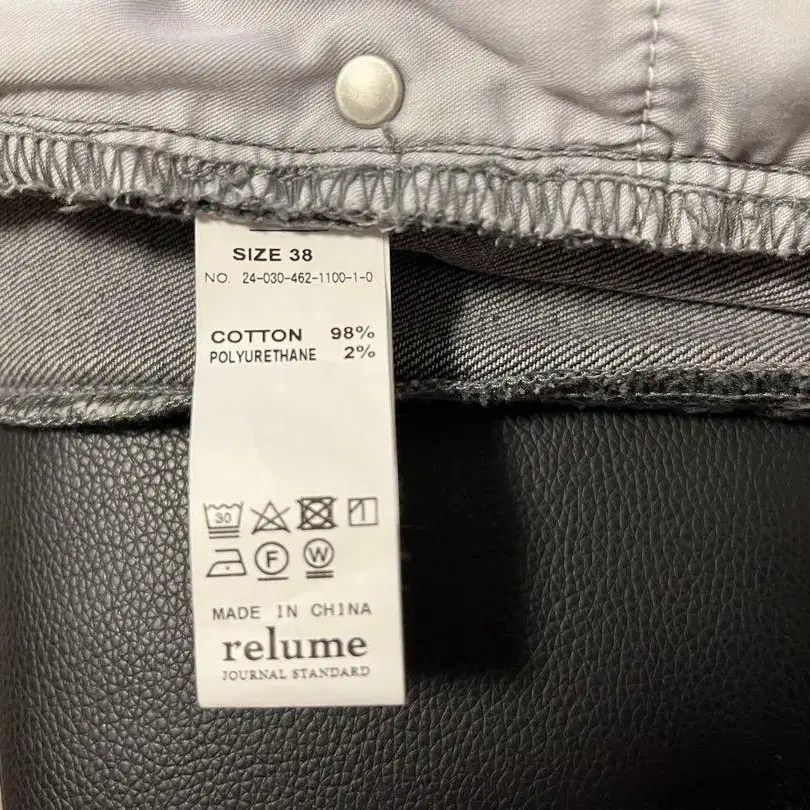 SIZE 38
NO. 24-030-462-1100-1-0
COTTON 98%
POLYURETHANE 2%
30
F W
MADE IN CHINA
relume
JOURNAL STANDARD